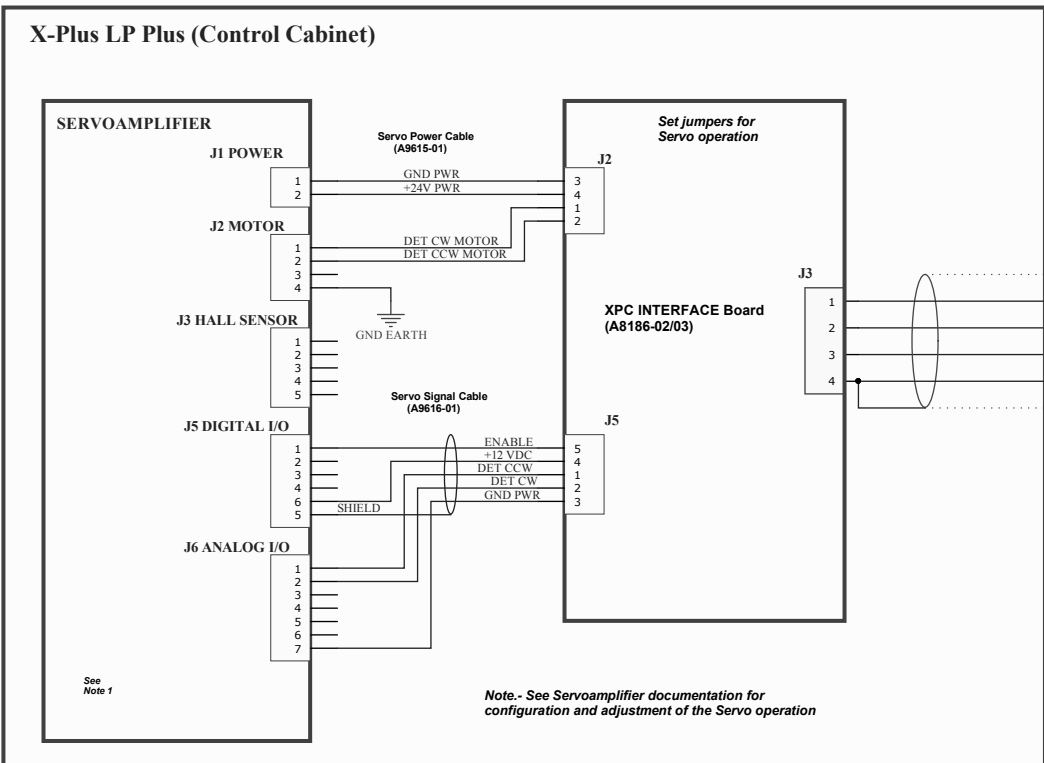 X-Plus LP Plus (Control Cabinet)
SERVOAMPLIFIER
J1 POWER
1
2
J2 MOTOR
1
2
3
4
J3 HALL SENSOR
1
2
3
4
5
J5 DIGITAL I/O
1
2
3
4
6
5
J6 ANALOG I/O
1
2
3
4
5
6
7
See
Note 1
Servo Power Cable
(A9615-01)
GND PWR
+24V PWR
DET CW MOTOR
DET CCW MOTOR
GND EARTH
Servo Signal Cable
(A9616-01)
ENABLE
+12 VDC
DET CCW
DET CW
GND PWR
SHIELD
Set jumpers for
Servo operation
J2
3
4
1
2
XPC INTERFACE Board
(A8186-02/03)
J5
5
4
1
2
3
J3
1
2
3
4
Note.- See Servoamplifier documentation for
configuration and adjustment of the Servo operation